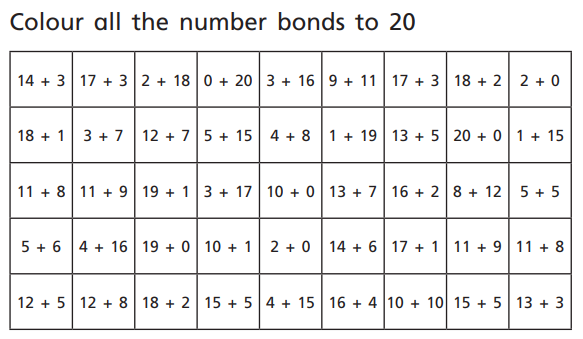 Colour all the number bonds to 20
14 + 3 17 + 3 2 + 18 0 + 20 3 + 16 9 + 11 17 + 3 18 + 2 2 + 0
18 + 1 3 + 7 12 + 7 5 + 15 4 + 8 1 + 19 13 + 5 20 + 0 1 + 15
11 + 8 11 + 9 19 + 1 3 + 17 10 + 0 13 + 7 16 + 2 8 + 12 5 + 5
5 + 6 4 + 16 19 + 0 10 + 1 2 + 0 14 + 6 17 + 1 11 + 9 11 + 8
12 + 5 12 + 8 18 + 2 15 + 5 4 + 15 16 + 4 10 + 10 15 + 5 13 + 3